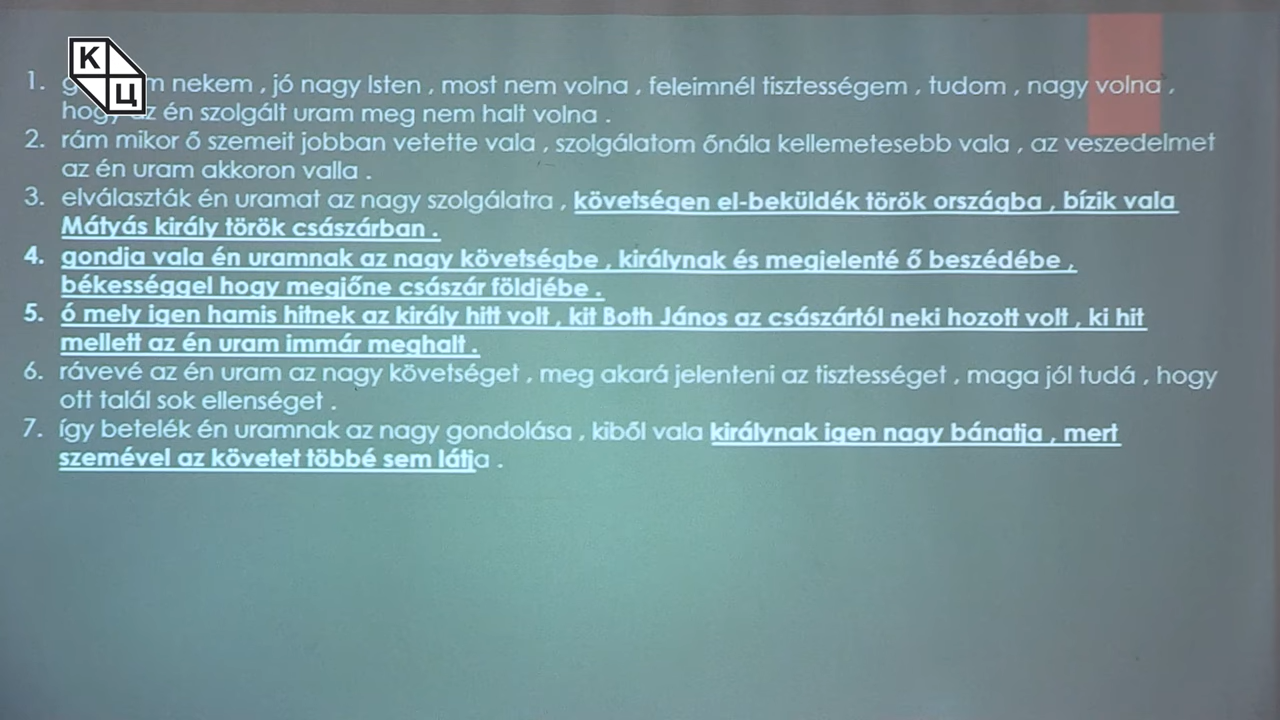 К
Ц
1. nekem , jó nagy Isten , most nem volna , feleimnél tisztességem , tudom , nagy volna ,
hogy az én szolgált uram meg nem halt volna .
2. rám mikor ő szemeit jobban vetette vala , szolgálatom őnála kellemetesebb vala , az veszedelmet
az én uram akkoron valla .
3. elválaszták én uramat az nagy szolgálatra , követségen el-beküldék török országba , bízik vala
Mátyás király török császárban .
4. gondja vala én uramnak az nagy követségbe , királynak és megjelenté ő beszédébe ,
békességgel hogy megjőne császár földjébe .
5. ó mely igen hamis hitnek az király hitt volt , kit Both János az császártól neki hozott volt , ki hit
mellett az én uram immár meghalt .
6. rávevé az én uram az nagy követséget , meg akará jelenteni az tisztességet , maga jól tudá , hogy
ott talál sok ellenséget .
7. így betelék én uramnak az nagy gondolása , kiből vala királynak igen nagy bánatja , mert
szemével az követet többé sem látja .